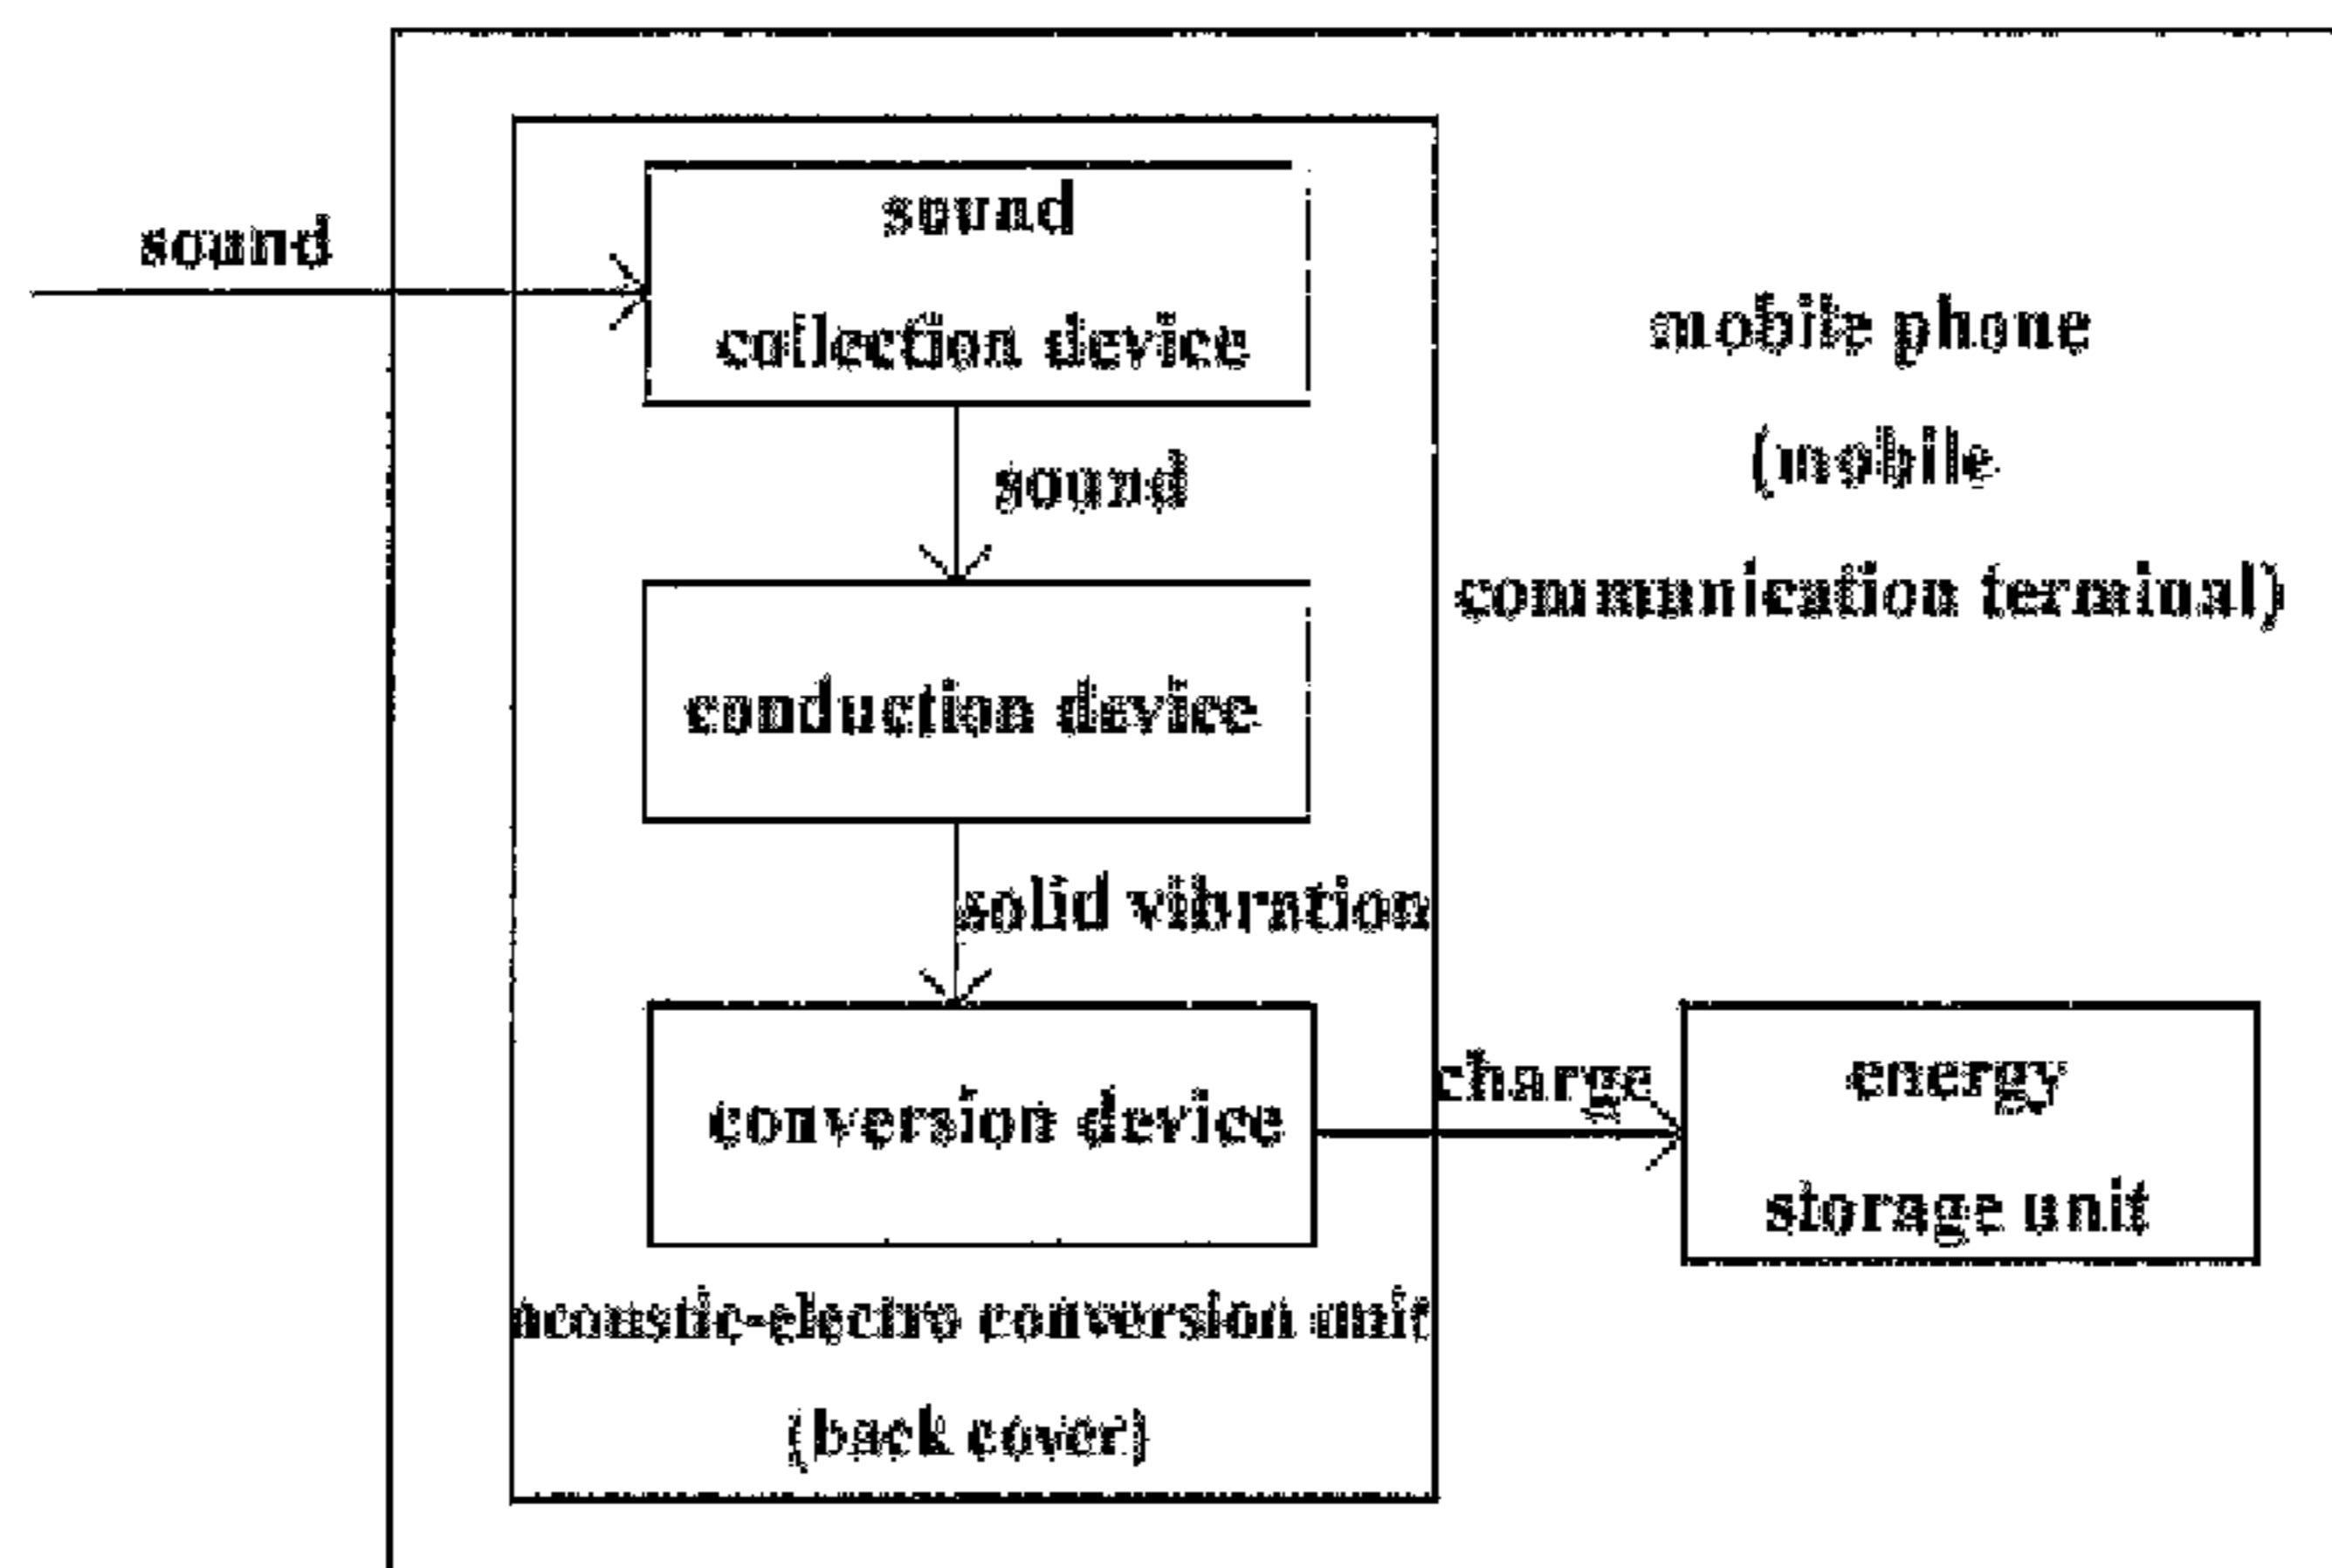 sound
sound
collection device
mobile phone
(mobile
communication terminal)
sound
conduction device
solid vibration
conversion device
charge
energy
storage unit
acoustic-electro conversion unit
(back cover)